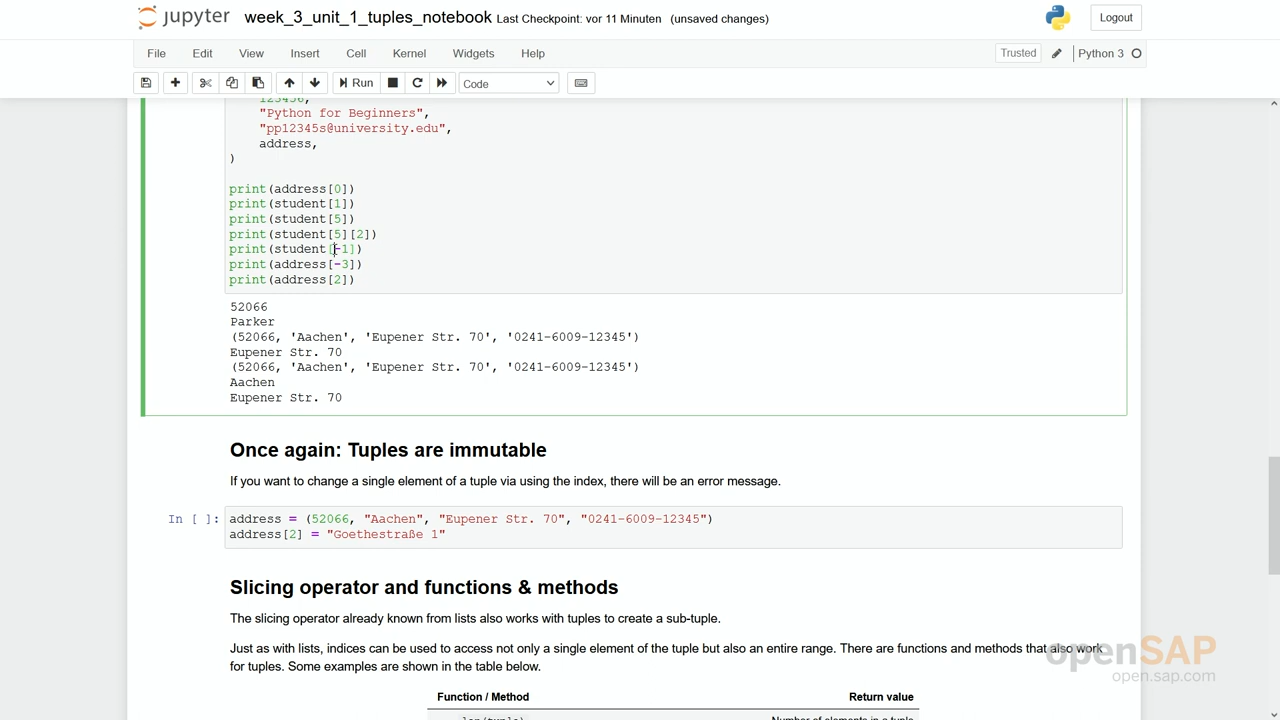 jupyter week_3_unit_1_tuples_notebook Last Checkpoint: vor 11 Minuten (unsaved changes)
Logout
File Edit View Insert Cell Kernel Widgets Help
Trusted
Python 3
Run
Code
123456,
"Python for Beginners",
"pp12345s@university.edu",
address,
)
print(address[0])
print(student[1])
print(student[5])
print(student[5][2])
print(student[-1])
print(address[-3])
print(address[2])
52066
Parker
(52066, 'Aachen', 'Eupener Str. 70', '0241-6009-12345')
Eupener Str. 70
(52066, 'Aachen', 'Eupener Str. 70', '0241-6009-12345')
Aachen
Eupener Str. 70
Once again: Tuples are immutable
If you want to change a single element of a tuple via using the index, there will be an error message.
In [ ]: address = (52066, "Aachen", "Eupener Str. 70", "0241-6009-12345")
address[2] = "Goethestraße 1"
Slicing operator and functions & methods
The slicing operator already known from lists also works with tuples to create a sub-tuple.
Just as with lists, indices can be used to access not only a single element of the tuple but also an entire range. There are functions and methods that also work
for tuples. Some examples are shown in the table below.
openSAP
open.sap.com
Function / Method Return value
len(tuple) Number of elements in a tuple